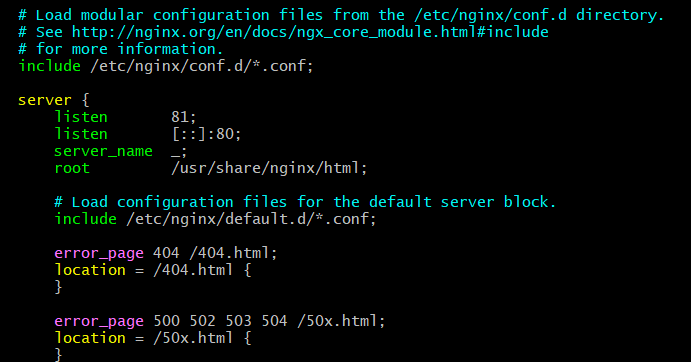 # Load modular configuration files from the /etc/nginx/conf.d directory.
# See http://nginx.org/en/docs/ngx_core_module.html#include
# for more information.
include /etc/nginx/conf.d/*.conf;

server {
    listen       81;
    listen       [::]:80;
    server_name  _;
    root         /usr/share/nginx/html;

    # Load configuration files for the default server block.
    include /etc/nginx/default.d/*.conf;

    error_page 404 /404.html;
    location = /404.html {
    }

    error_page 500 502 503 504 /50x.html;
    location = /50x.html {
    }